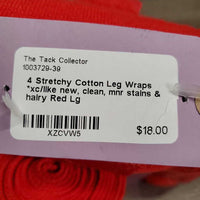 The Tack Collector
1003729-39
4 Stretchy Cotton Leg Wraps
*xc/like new, clean, mnr stains &
hairy Red Lg
XZCVW5
$18.00